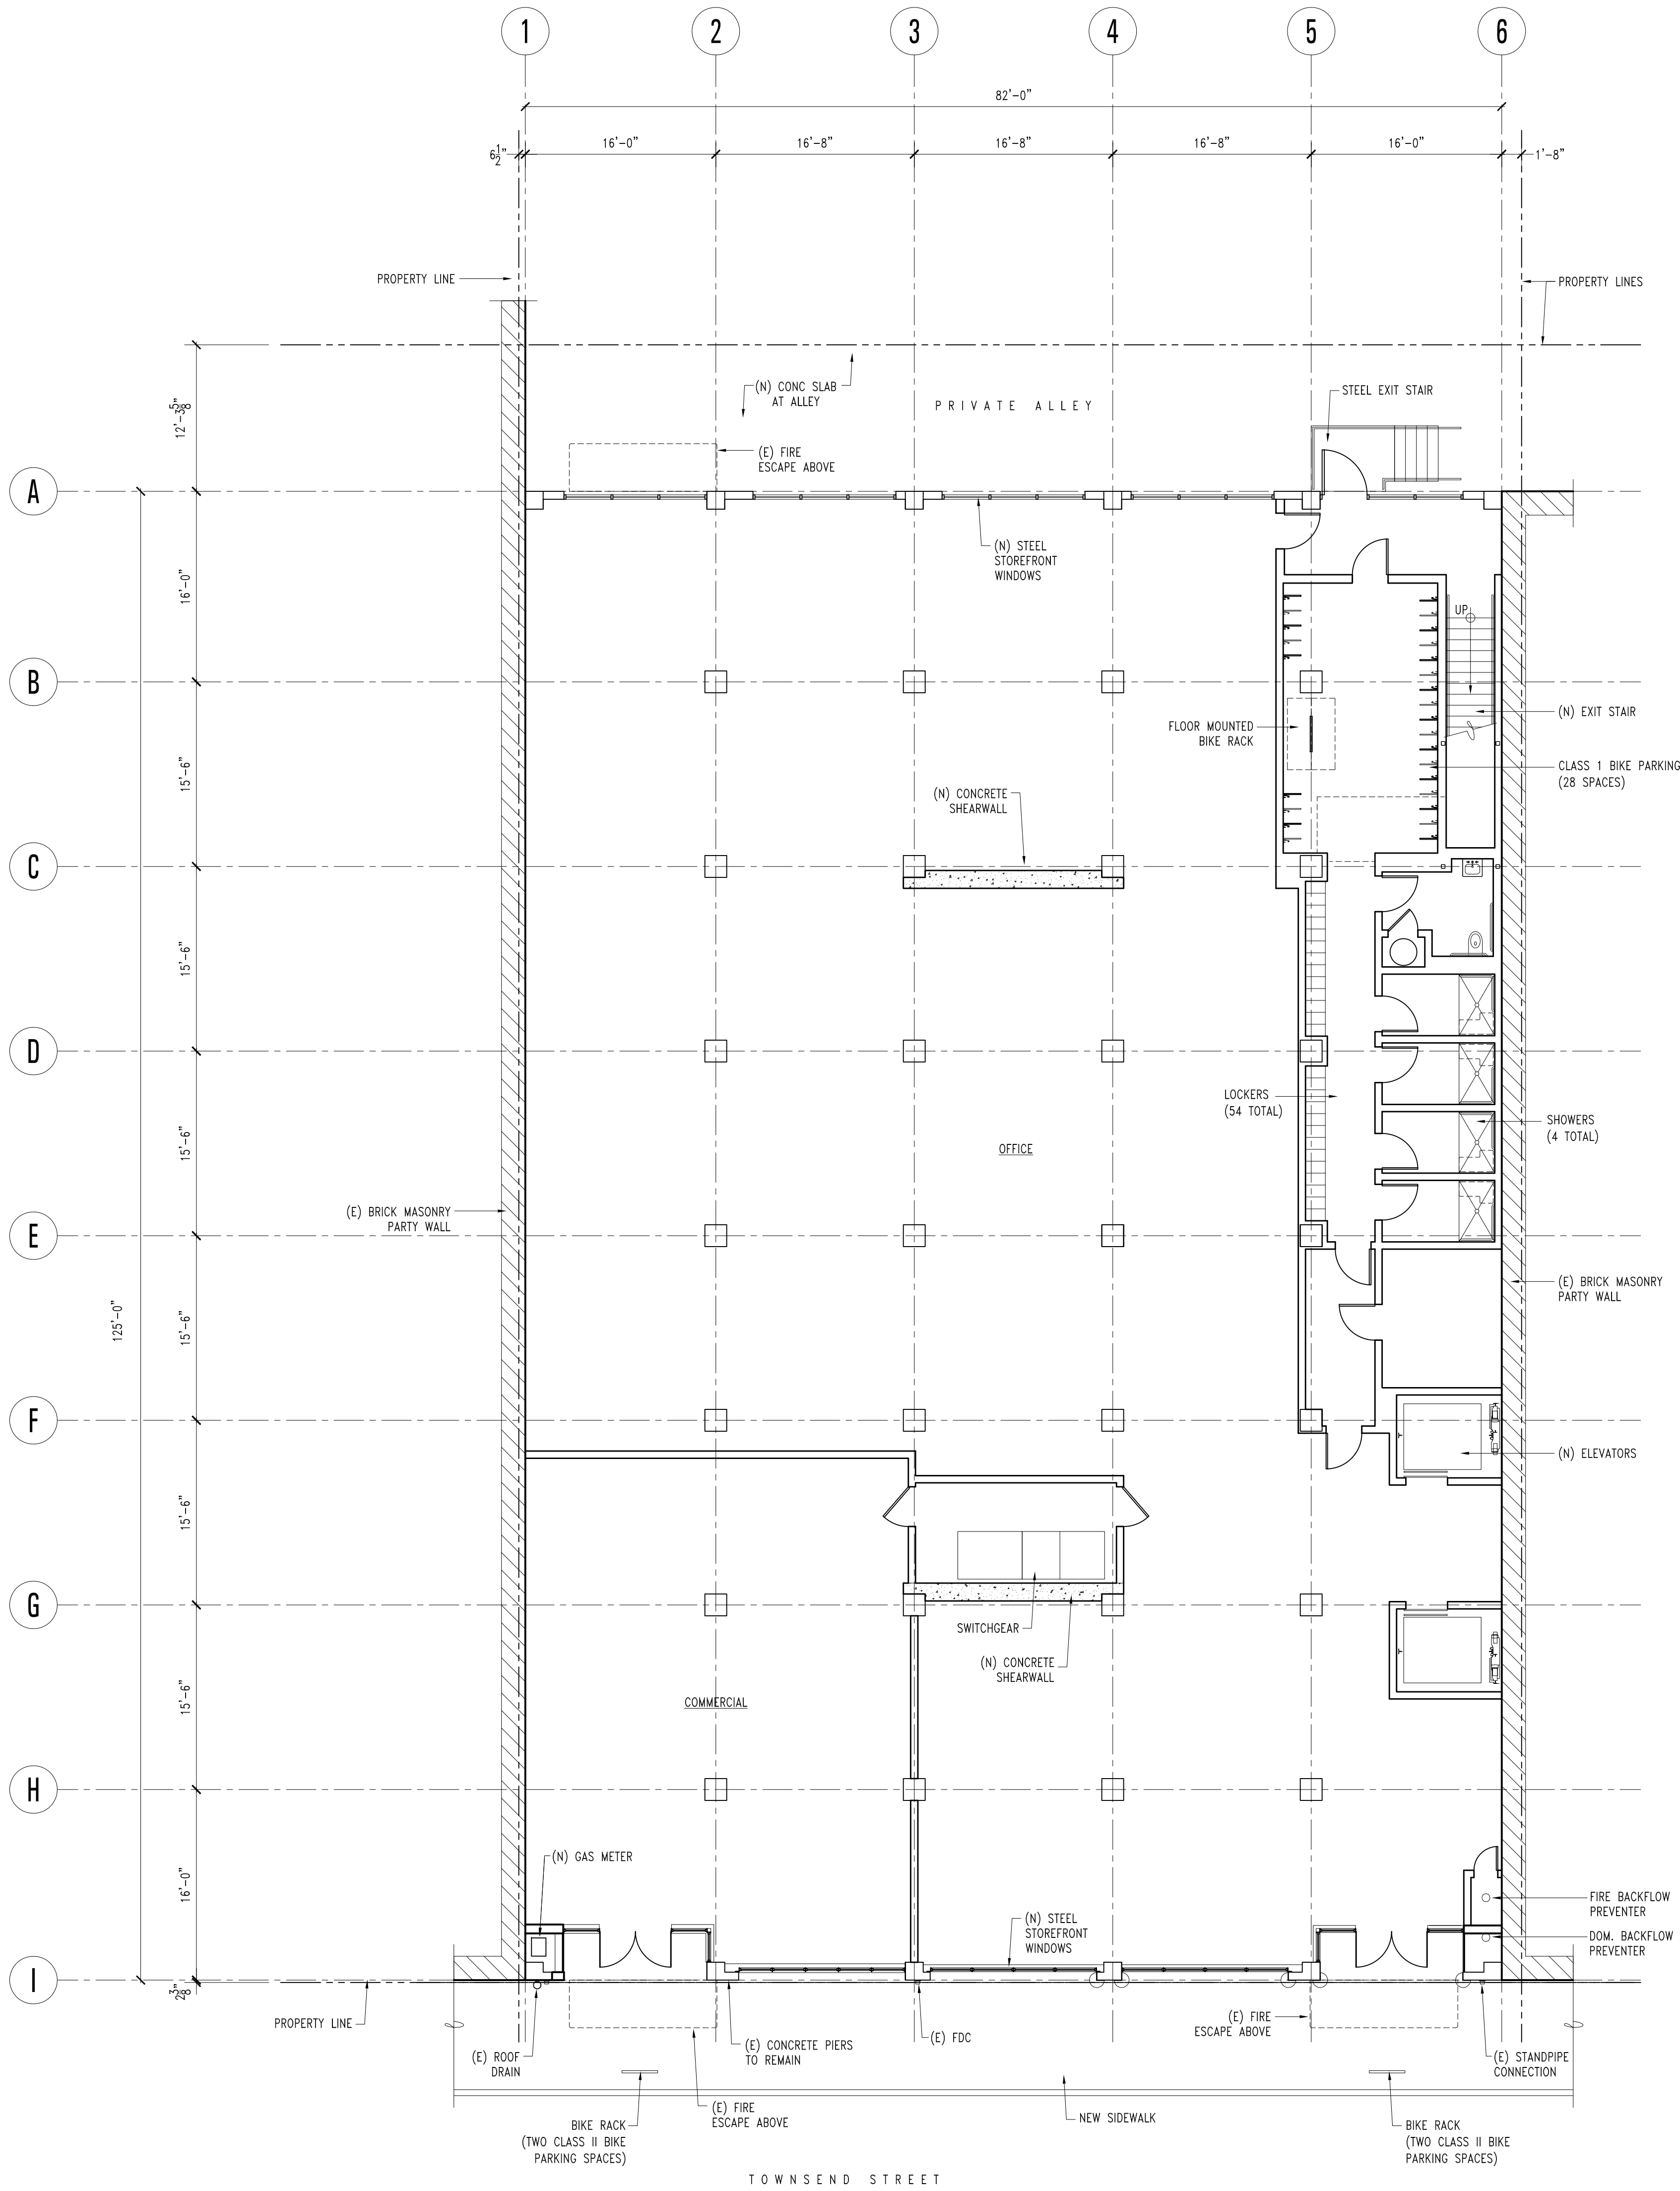 1 2 3 4 5 6
82'-0"
6 1/2" 16'-0" 16'-8" 16'-8" 16'-8" 16'-0" 1'-8"
PROPERTY LINE
PROPERTY LINES
(N) CONC SLAB
AT ALLEY
PRIVATE ALLEY
STEEL EXIT STAIR
12'-3 5/8"
(E) FIRE
ESCAPE ABOVE
A
(N) STEEL
STOREFRONT
WINDOWS
16'-0"
UP
B
(N) EXIT STAIR
FLOOR MOUNTED
BIKE RACK
15'-6"
CLASS 1 BIKE PARKING
(28 SPACES)
(N) CONCRETE
SHEARWALL
C
15'-6"
D
LOCKERS
(54 TOTAL)
SHOWERS
(4 TOTAL)
15'-6"
OFFICE
(E) BRICK MASONRY
PARTY WALL
E
(E) BRICK MASONRY
PARTY WALL
125'-0"
15'-6"
F
(N) ELEVATORS
15'-6"
G
SWITCHGEAR
(N) CONCRETE
SHEARWALL
15'-6"
COMMERCIAL
H
(N) GAS METER
16'-0"
FIRE BACKFLOW
PREVENTER
(N) STEEL
STOREFRONT
WINDOWS
DOM. BACKFLOW
PREVENTER
I
2 3/8"
PROPERTY LINE
(E) ROOF
DRAIN
(E) CONCRETE PIERS
TO REMAIN
(E) FDC
(E) FIRE
ESCAPE ABOVE
(E) STANDPIPE
CONNECTION
(E) FIRE
ESCAPE ABOVE
BIKE RACK
(TWO CLASS II BIKE
PARKING SPACES)
NEW SIDEWALK
BIKE RACK
(TWO CLASS II BIKE
PARKING SPACES)
TOWNSEND STREET